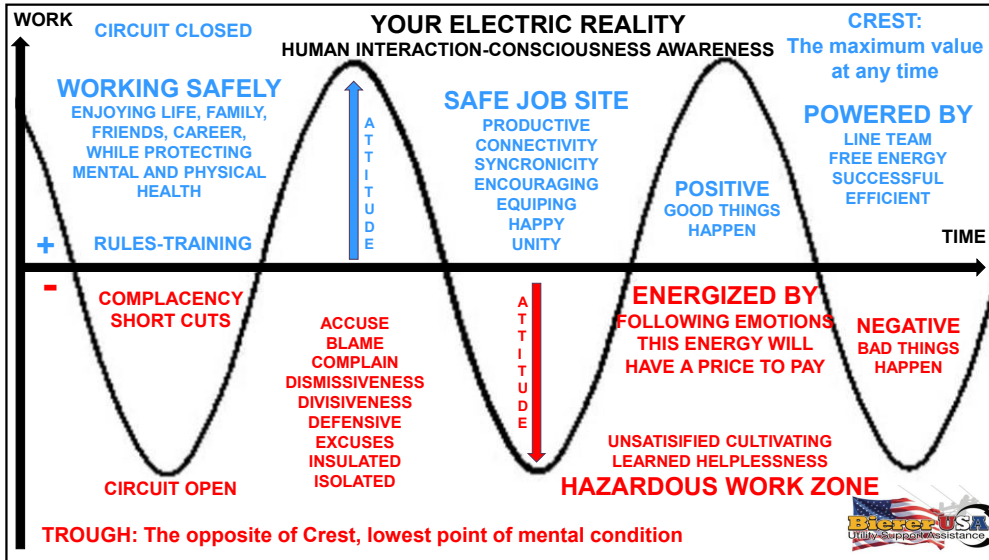 WORK
YOUR ELECTRIC REALITY
HUMAN INTERACTION-CONSCIOUSNESS AWARENESS
CIRCUIT CLOSED
WORKING SAFELY
ENJOYING LIFE, FAMILY,
FRIENDS, CAREER,
WHILE PROTECTING
MENTAL AND PHYSICAL
HEALTH
+
RULES-TRAINING
ATTITUDE
SAFE JOB SITE
PRODUCTIVE
CONNECTIVITY
SYNCRONICITY
ENCOURAGING
EQUIPING
HAPPY
UNITY
POSITIVE
GOOD THINGS
HAPPEN
CREST:
The maximum value
at any time
POWERED BY
LINE TEAM
FREE ENERGY
SUCCESSFUL
EFFICIENT
TIME
-
COMPLACENCY
SHORT CUTS
CIRCUIT OPEN
ACCUSE
BLAME
COMPLAIN
DISMISSIVENESS
DIVISIVENESS
DEFENSIVE
EXCUSES
INSULATED
ISOLATED
ATTITUDE
ENERGIZED BY
FOLLOWING EMOTIONS
THIS ENERGY WILL
HAVE A PRICE TO PAY
NEGATIVE
BAD THINGS
HAPPEN
UNSATISIFIED CULTIVATING
LEARNED HELPLESSNESS
HAZARDOUS WORK ZONE
TROUGH: The opposite of Crest, lowest point of mental condition
Bierer USA
Utility Support Assistance